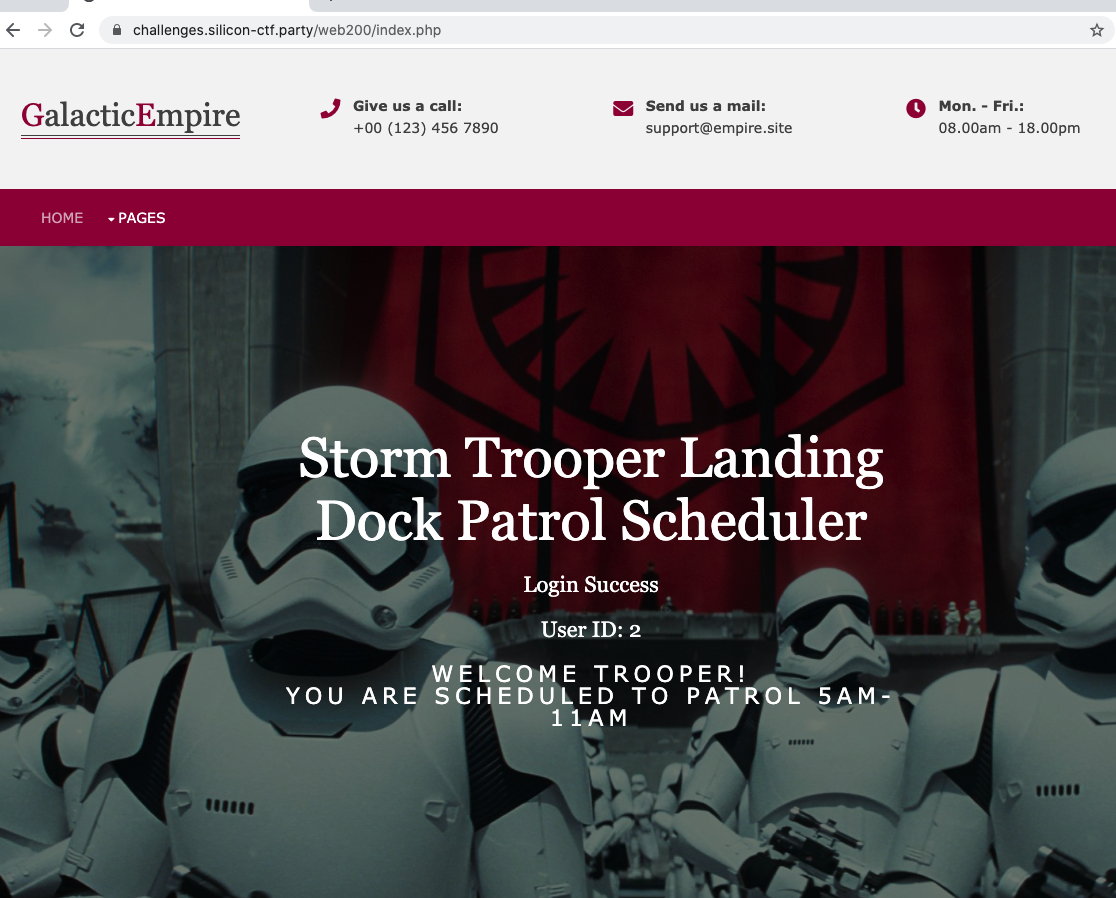 challenges.silicon-ctf.party/web200/index.php
GalacticEmpire
Give us a call:
+00 (123) 456 7890
Send us a mail:
support@empire.site
Mon. - Fri.:
08.00am - 18.00pm
HOME
PAGES
Storm Trooper Landing
Dock Patrol Scheduler
Login Success
User ID: 2
WELCOME TROOPER!
YOU ARE SCHEDULED TO PATROL 5AM-
11AM